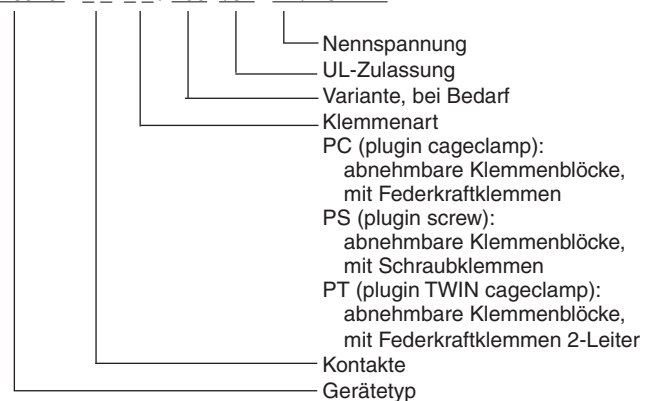 Nennspannung
UL-Zulassung
Variante, bei Bedarf
Klemmenart
PC (plugin cageclamp):
abnehmbare Klemmenblöcke,
mit Federkraftklemmen
PS (plugin screw):
abnehmbare Klemmenblöcke,
mit Schraubklemmen
PT (plugin TWIN cageclamp):
abnehmbare Klemmenblöcke,
mit Federkraftklemmen 2-Leiter
Kontakte
Gerätetyp